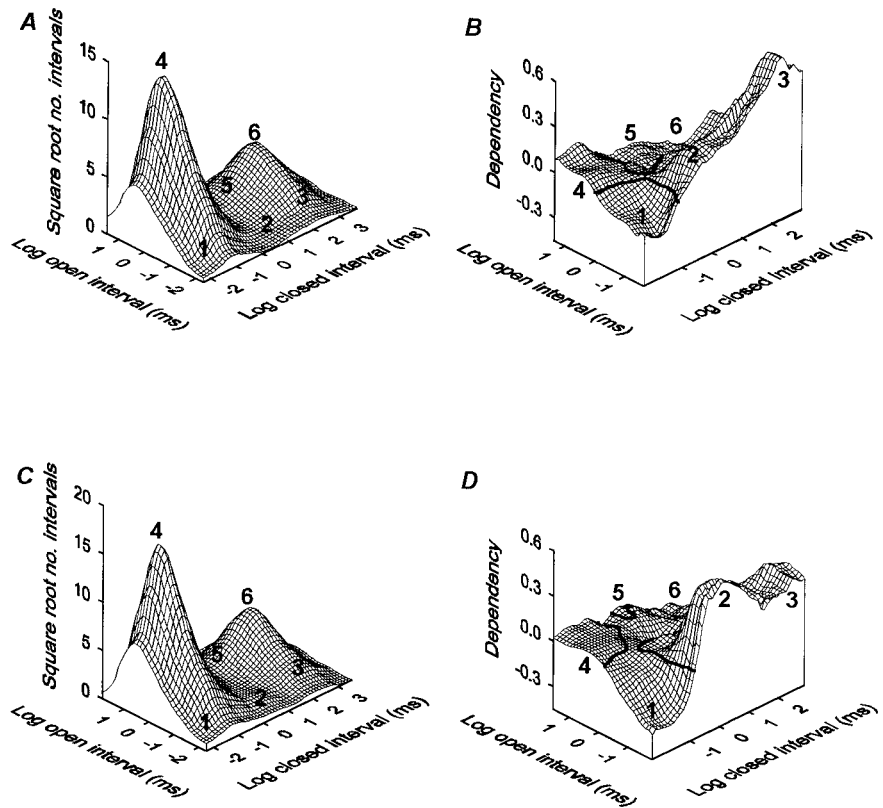 A
Square root no. intervals
15
10
5
0
4
6
5
3
2
1
Log open interval (ms)
1 0 -1 -2
-2 -1 0 1 2 3
Log closed interval (ms)
B
Dependency
0.6
0.3
0.0
-0.3
3
5
6
2
4
1
Log open interval (ms)
1 0 -1
-1 0 1 2
Log closed interval (ms)
C
Square root no. intervals
20
15
10
5
0
4
6
5
3
2
1
Log open interval (ms)
1 0 -1 -2
-2 -1 0 1 2 3
Log closed interval (ms)
D
Dependency
0.6
0.3
0.0
-0.3
5
6
2
3
4
1
Log open interval (ms)
1 0 -1
-1 0 1 2
Log closed interval (ms)